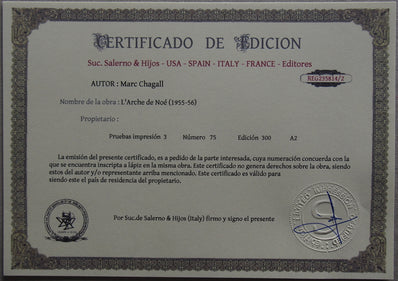 CERTIFICADO DE EDICION
Suc. Salerno & Hijos - USA - SPAIN - ITALY - FRANCE - Editores
REG235814/2
AUTOR : Marc Chagall
Nombre de la obra : L'Arche de Noé (1955-56)
Propietario :
Pruebas impresión 3 Número 75 Edición 300 A2
La emisión del presente certificado, es a pedido de la parte interesada, cuya numeración concuerda con la
que se encuentra inscripta a lápiz en la misma obra. Este certificado no genera derechos sobre la obra, siendo
estos del autor y/o representante arriba mencionado. Este certificado es válido para
siendo este el país de residencia del propietario.
Por Suc.de Salerno & Hijos (Italy) firmo y signo el presente